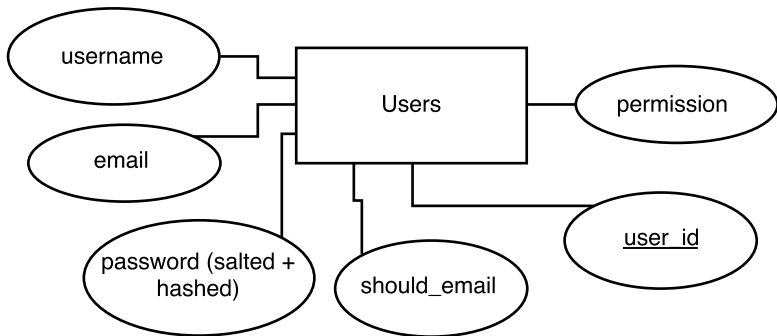 username
Users
permission
email
user_id
password (salted +
hashed)
should_email